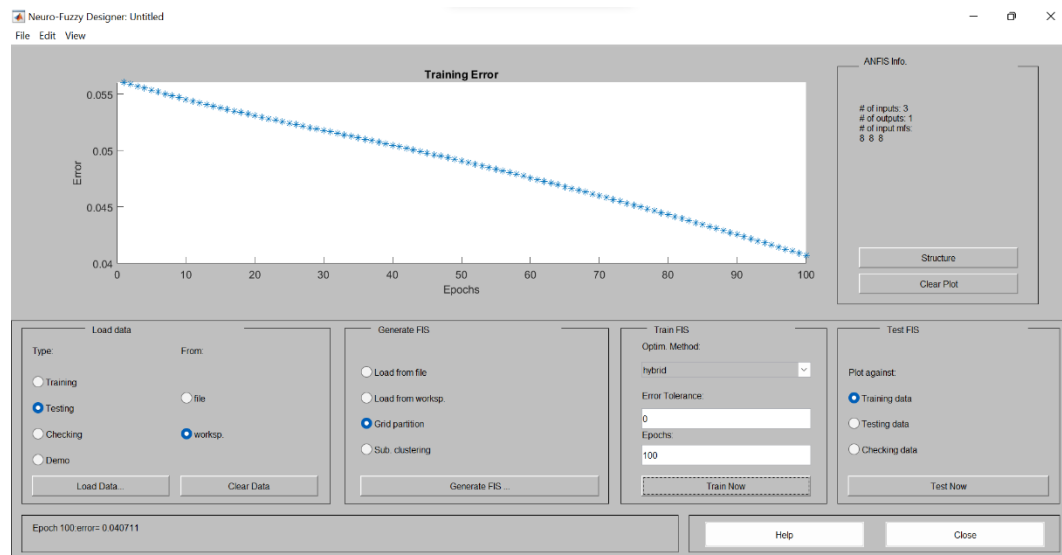 Neuro-Fuzzy Designer: Untitled
File Edit View
Training Error
0.055
0.05
0.045
0.04
Error
0 10 20 30 40 50 60 70 80 90 100
Epochs
ANFIS Info.
# of inputs: 3
# of outputs: 1
# of input mfs:
8 8 8
Structure
Clear Plot
Load data
Type:
From:
Training
Testing
Checking
Demo
file
worksp.
Load Data...
Clear Data
Generate FIS
Load from file
Load from worksp.
Grid partition
Sub. clustering
Generate FIS ...
Train FIS
Optim. Method:
hybrid
Error Tolerance:
0
Epochs:
100
Train Now
Test FIS
Plot against:
Training data
Testing data
Checking data
Test Now
Epoch 100:error= 0.040711
Help
Close